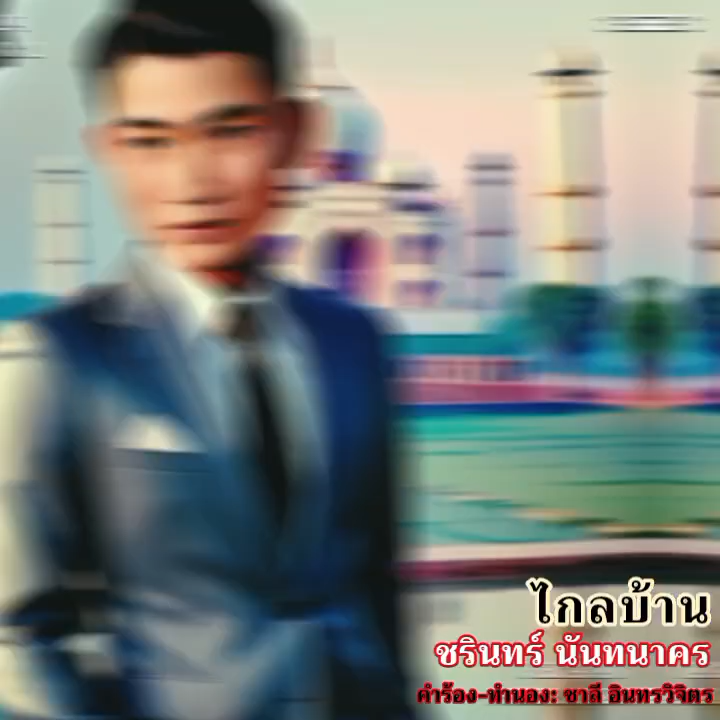 ไกลบ้าน
ชรินทร์ นันทนาคร
คำร้อง-ทำนอง: ชาลี อินทรวิจิตร